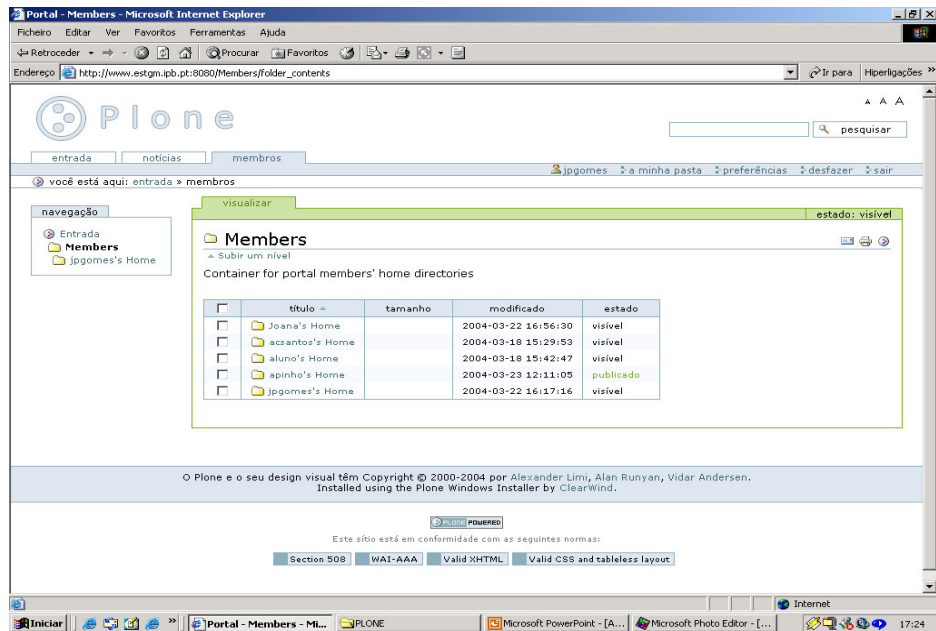 Portal - Members - Microsoft Internet Explorer
Ficheiro Editar Ver Favoritos Ferramentas Ajuda
Retroceder Procurar Favoritos
Endereço http://www.estgm.ipb.pt:8080/Members/folder_contents Ir para Hiperligações »
Plone
A A A
pesquisar
entrada notícias membros
jpgomes a minha pasta preferências desfazer sair
você está aqui: entrada » membros
navegação
Entrada
Members
jpgomes's Home
visualizar
estado: visível
Members
Subir um nível
Container for portal members' home directories
título tamanho modificado estado
Joana's Home 2004-03-22 16:56:30 visível
acsantos's Home 2004-03-18 15:29:53 visível
aluno's Home 2004-03-18 15:42:47 visível
apinho's Home 2004-03-23 12:11:05 publicado
jpgomes's Home 2004-03-22 16:17:16 visível
O Plone e o seu design visual têm Copyright © 2000-2004 por Alexander Limi, Alan Runyan, Vidar Andersen.
Installed using the Plone Windows Installer by ClearWind.
PLONE POWERED
Este sítio está em conformidade com as seguintes normas:
Section 508 WAI-AAA Valid XHTML Valid CSS and tableless layout
Internet
Iniciar » Portal - Members - Mi... PLONE Microsoft PowerPoint - [A... Microsoft Photo Editor - [... 17:24